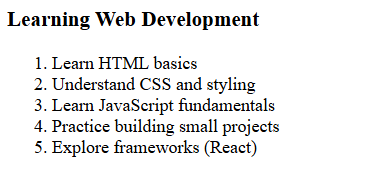 Learning Web Development
1. Learn HTML basics
2. Understand CSS and styling
3. Learn JavaScript fundamentals
4. Practice building small projects
5. Explore frameworks (React)